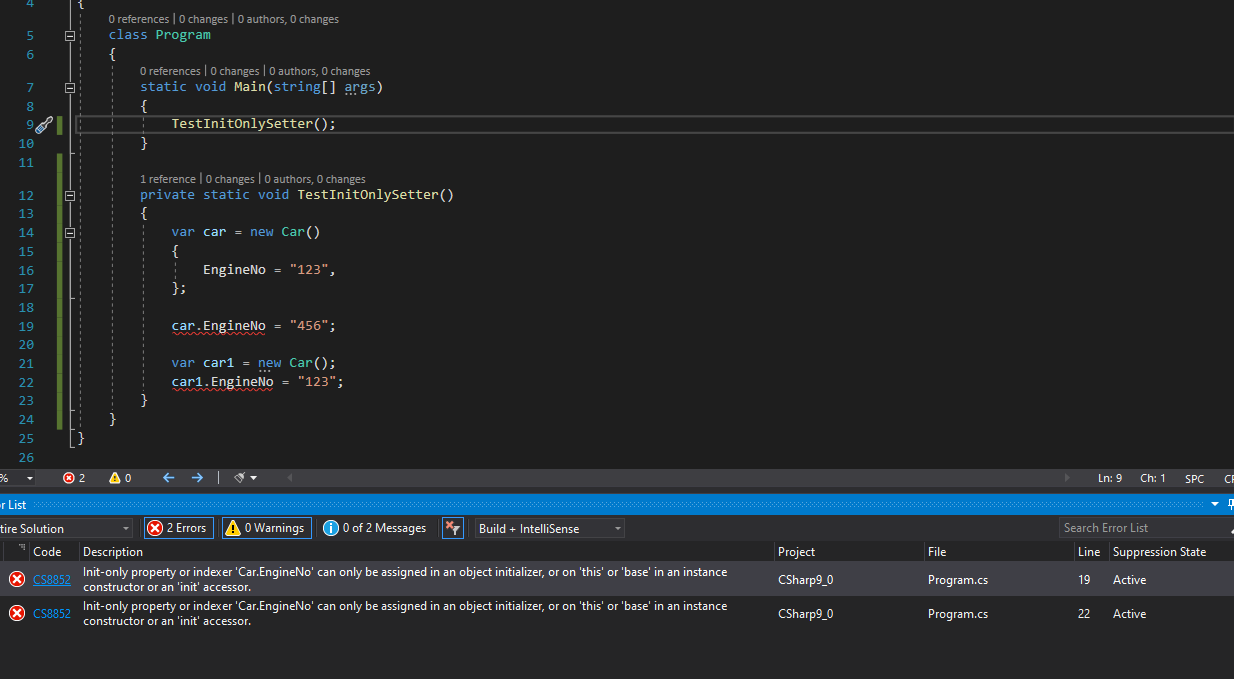 4 {
0 references | 0 changes | 0 authors, 0 changes
5 class Program
6 {
0 references | 0 changes | 0 authors, 0 changes
7 static void Main(string[] args)
8 {
9 TestInitOnlySetter();
10 }
11
1 reference | 0 changes | 0 authors, 0 changes
12 private static void TestInitOnlySetter()
13 {
14 var car = new Car()
15 {
16 EngineNo = "123",
17 };
18
19 car.EngineNo = "456";
20
21 var car1 = new Car();
22 car1.EngineNo = "123";
23 }
24 }
25 }
26
% 2 0 Ln: 9 Ch: 1 SPC
r List
tire Solution 2 Errors 0 Warnings 0 of 2 Messages Build + IntelliSense Search Error List
Code Description Project File Line Suppression State
CS8852 Init-only property or indexer 'Car.EngineNo' can only be assigned in an object initializer, or on 'this' or 'base' in an instance CSharp9_0 Program.cs 19 Active
constructor or an 'init' accessor.
CS8852 Init-only property or indexer 'Car.EngineNo' can only be assigned in an object initializer, or on 'this' or 'base' in an instance CSharp9_0 Program.cs 22 Active
constructor or an 'init' accessor.